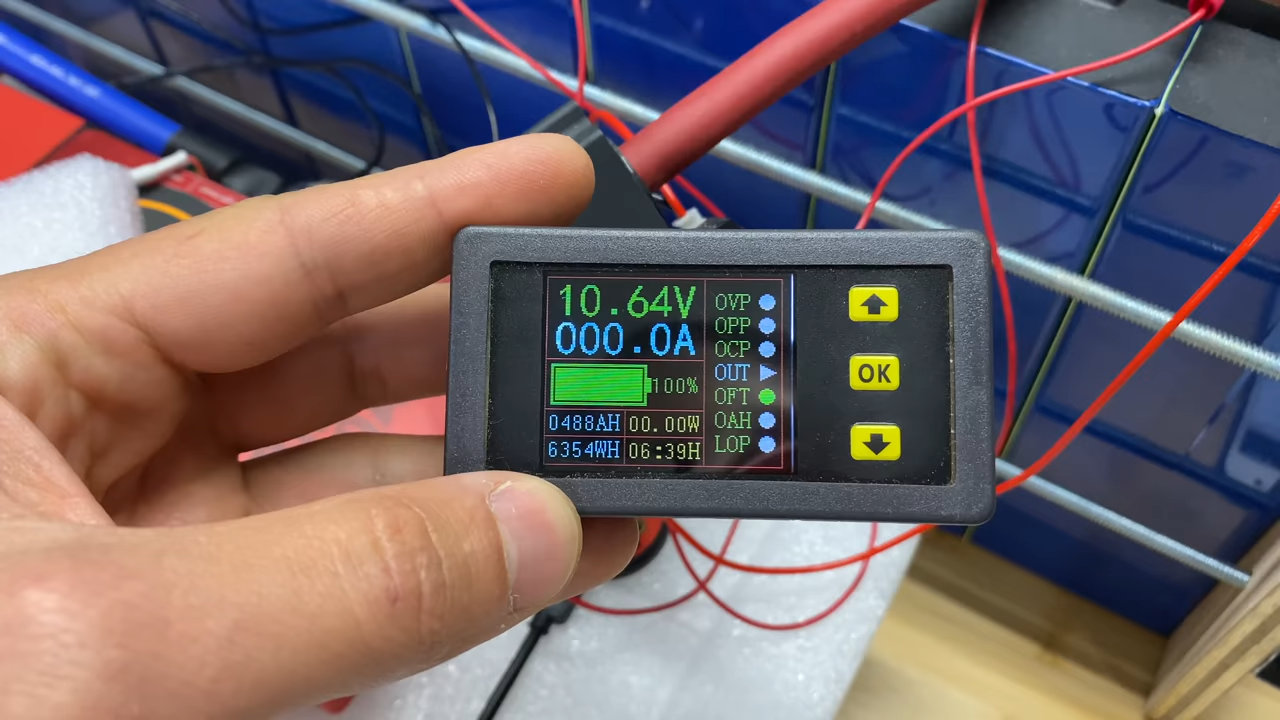 10.64V
000.0A
100%
0488AH 00.00W
6354WH 06:39H
OVP
OPP
OCP
OUT
OFT
OAH
LOP
OK